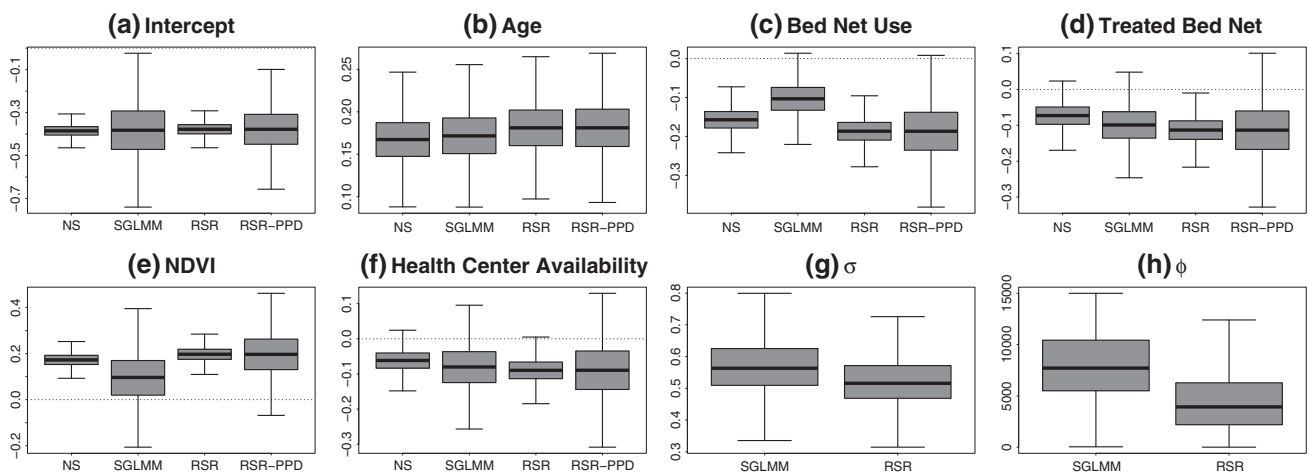 (a) Intercept
-0.1
-0.3
-0.5
-0.7
NS SGLMM RSR RSR-PPD
(b) Age
0.25
0.20
0.15
0.10
NS SGLMM RSR RSR-PPD
(c) Bed Net Use
0.0
-0.1
-0.2
-0.3
NS SGLMM RSR RSR-PPD
(d) Treated Bed Net
0.1
0.0
-0.1
-0.2
-0.3
NS SGLMM RSR RSR-PPD
(e) NDVI
0.4
0.2
0.0
-0.2
NS SGLMM RSR RSR-PPD
(f) Health Center Availability
0.1
0.0
-0.1
-0.2
-0.3
NS SGLMM RSR RSR-PPD
(g) σ
0.8
0.7
0.6
0.5
0.4
0.3
SGLMM RSR
(h) ϕ
15000
10000
5000
0
SGLMM RSR